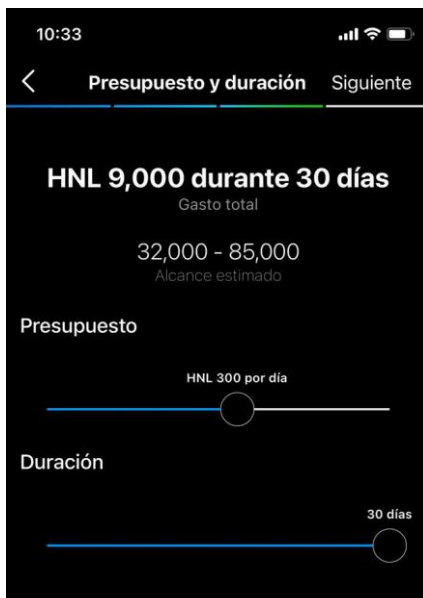 10:33
Presupuesto y duración Siguiente
HNL 9,000 durante 30 días
Gasto total
32,000 - 85,000
Alcance estimado
Presupuesto
HNL 300 por día
Duración
30 días